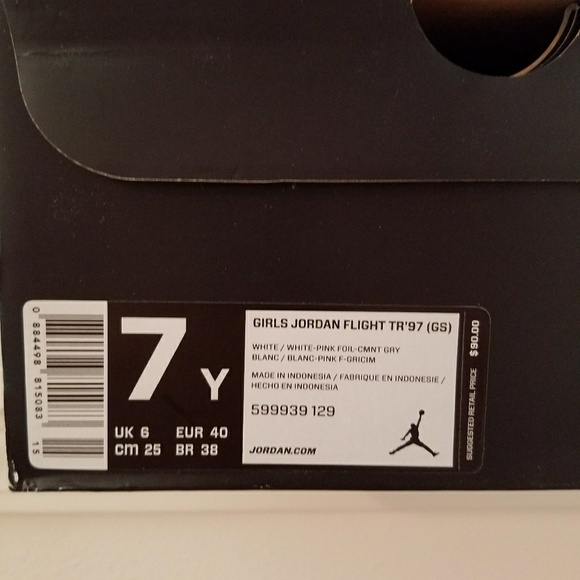 0 884498 815083 15
7 Y
UK 6 EUR 40
cm 25 BR 38
GIRLS JORDAN FLIGHT TR'97 (GS)
WHITE / WHITE-PINK FOIL-CMNT GRY
BLANC / BLANC-PINK F-GRICIM
MADE IN INDONESIA / FABRIQUE EN INDONESIE /
HECHO EN INDONESIA
599939 129
JORDAN.COM
SUGGESTED RETAIL PRICE $90.00